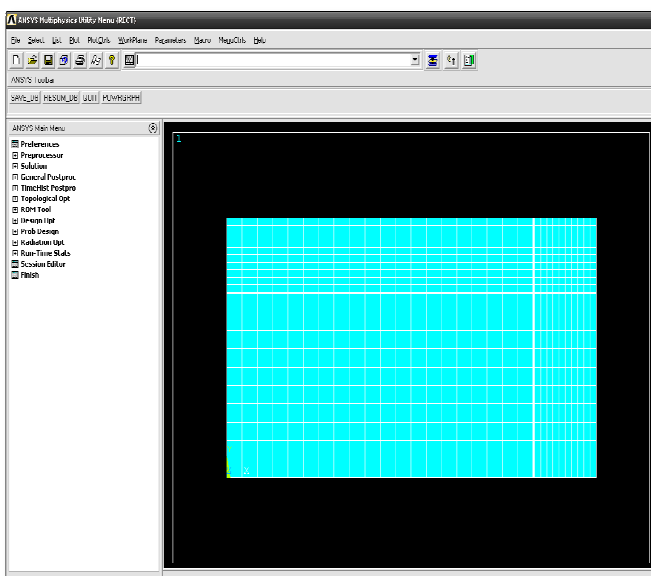 ANSYS Multiphysics Utility Menu (RECT)
File Select List Plot PlotCtrls WorkPlane Parameters Macro MenuCtrls Help
ANSYS Toolbar
SAVE_DB RESUM_DB QUIT POWRGRPH
ANSYS Main Menu
Preferences
Preprocessor
Solution
General Postproc
TimeHist Postpro
Topological Opt
ROM Tool
Design Opt
Prob Design
Radiation Opt
Run-Time Stats
Session Editor
Finish
1
X